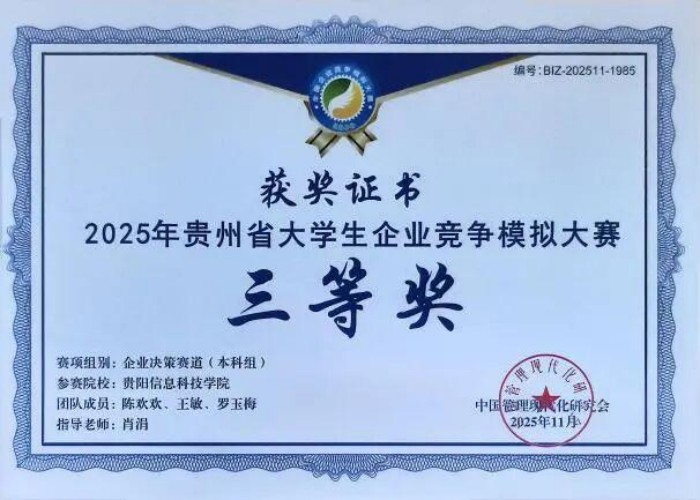 编号:BIZ-202511-1985
获奖证书
2025年贵州省大学生企业竞争模拟大赛
三等奖
赛项组别:企业决策赛道(本科组)
参赛院校:贵阳信息科技学院
团队成员:陈欢欢、王敏、罗玉梅
指导老师:肖涓
中国管理现代化研究会
2025年11月